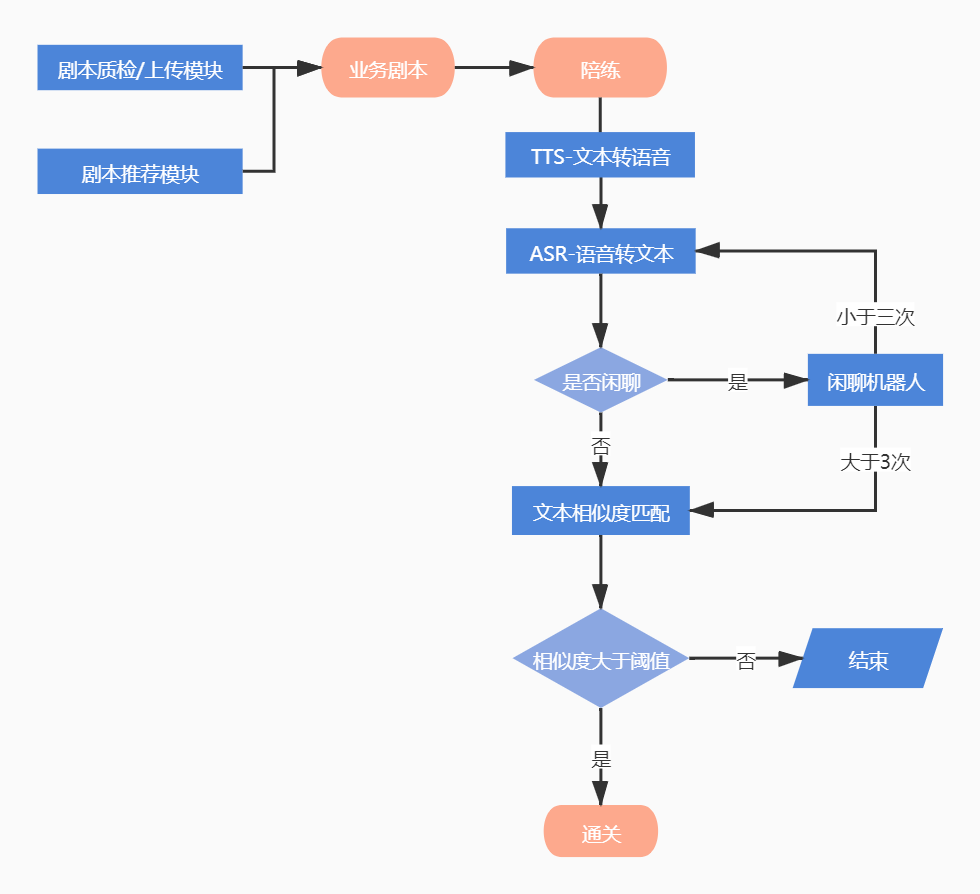 剧本质检/上传模块
业务剧本
陪练
剧本推荐模块
TTS-文本转语音
ASR-语音转文本
小于三次
是否闲聊
是
闲聊机器人
否
大于3次
文本相似度匹配
相似度大于阈值
否
结束
是
通关